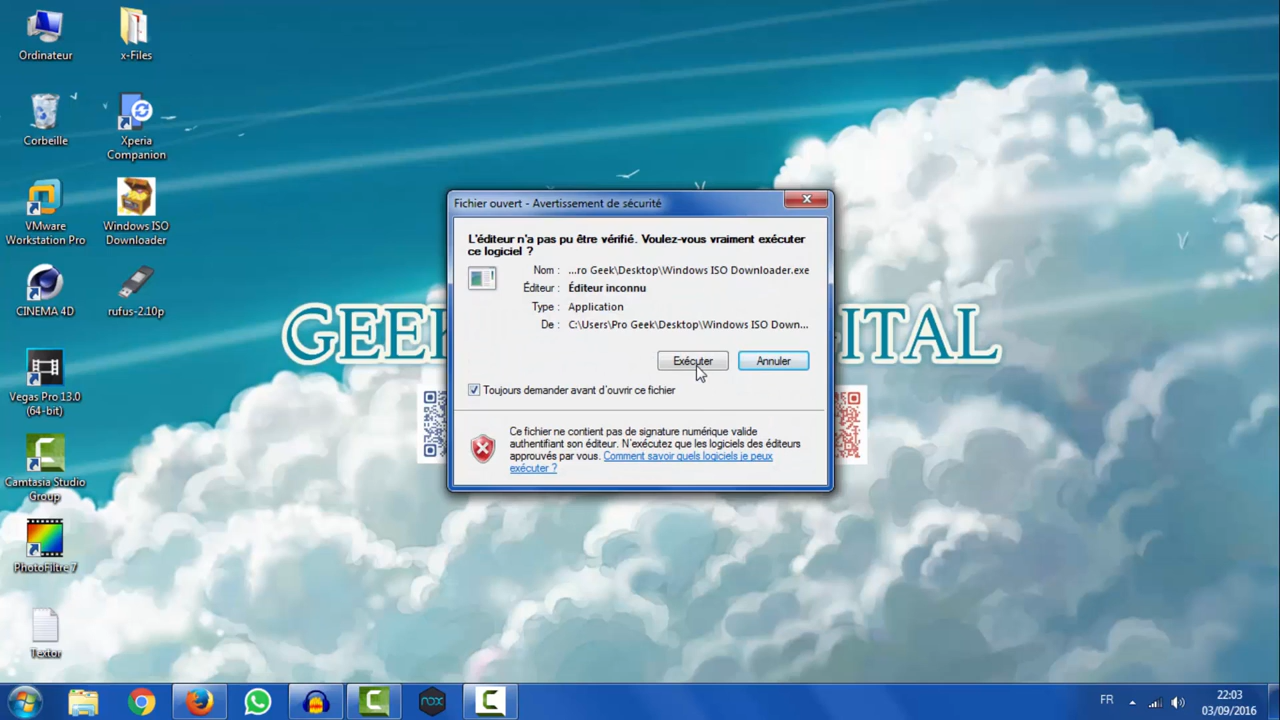 Ordinateur
x-Files
Corbeille
Xperia
Companion
VMware
Workstation Pro
Windows ISO
Downloader
CINEMA 4D
rufus-2.10p
Vegas Pro 13.0
(64-bit)
Camtasia Studio
Group
PhotoFiltre 7
Textor
GEEK
ITAL
Fichier ouvert - Avertissement de sécurité
L'éditeur n'a pas pu être vérifié. Voulez-vous vraiment exécuter
ce logiciel ?
Nom : ...ro Geek\Desktop\Windows ISO Downloader.exe
Éditeur : Éditeur inconnu
Type : Application
De : C:\Users\Pro Geek\Desktop\Windows ISO Down...
Exécuter
Annuler
Toujours demander avant d'ouvrir ce fichier
Ce fichier ne contient pas de signature numérique valide
authentifiant son éditeur. N'exécutez que les logiciels des éditeurs
approuvés par vous. Comment savoir quels logiciels je peux
exécuter ?
nox
FR
22:03
03/09/2016